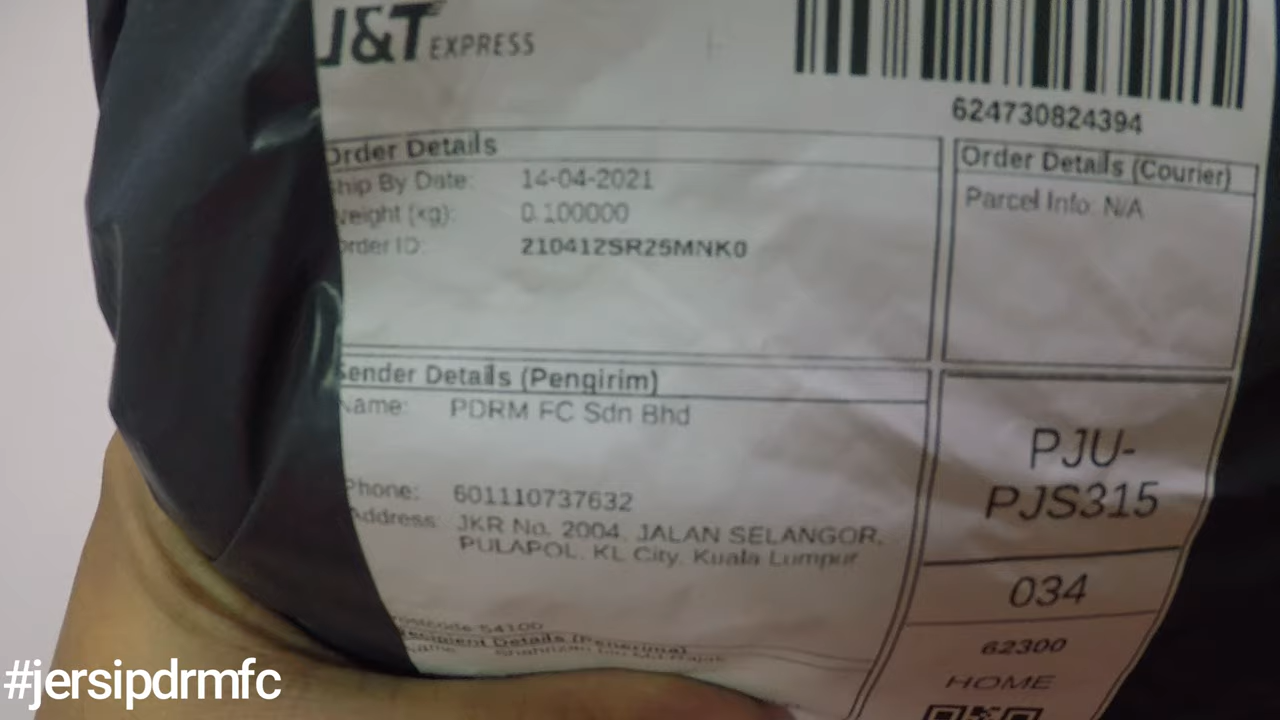 J&T EXPRESS
624730824394
Order Details
Ship By Date: 14-04-2021
Weight (kg): 0.100000
Order ID: 210412SR25MNK0
Order Details (Courier)
Parcel Info: N/A
Sender Details (Pengirim)
Name: PDRM FC Sdn Bhd
Phone: 601110737632
Address: JKR No. 2004, JALAN SELANGOR,
PULAPOL, KL City, Kuala Lumpur
Postcode 54100
Recipient Details (Penerima)
Name
PJU-
PJS315
034
62300
HOME
#jersipdrmfc